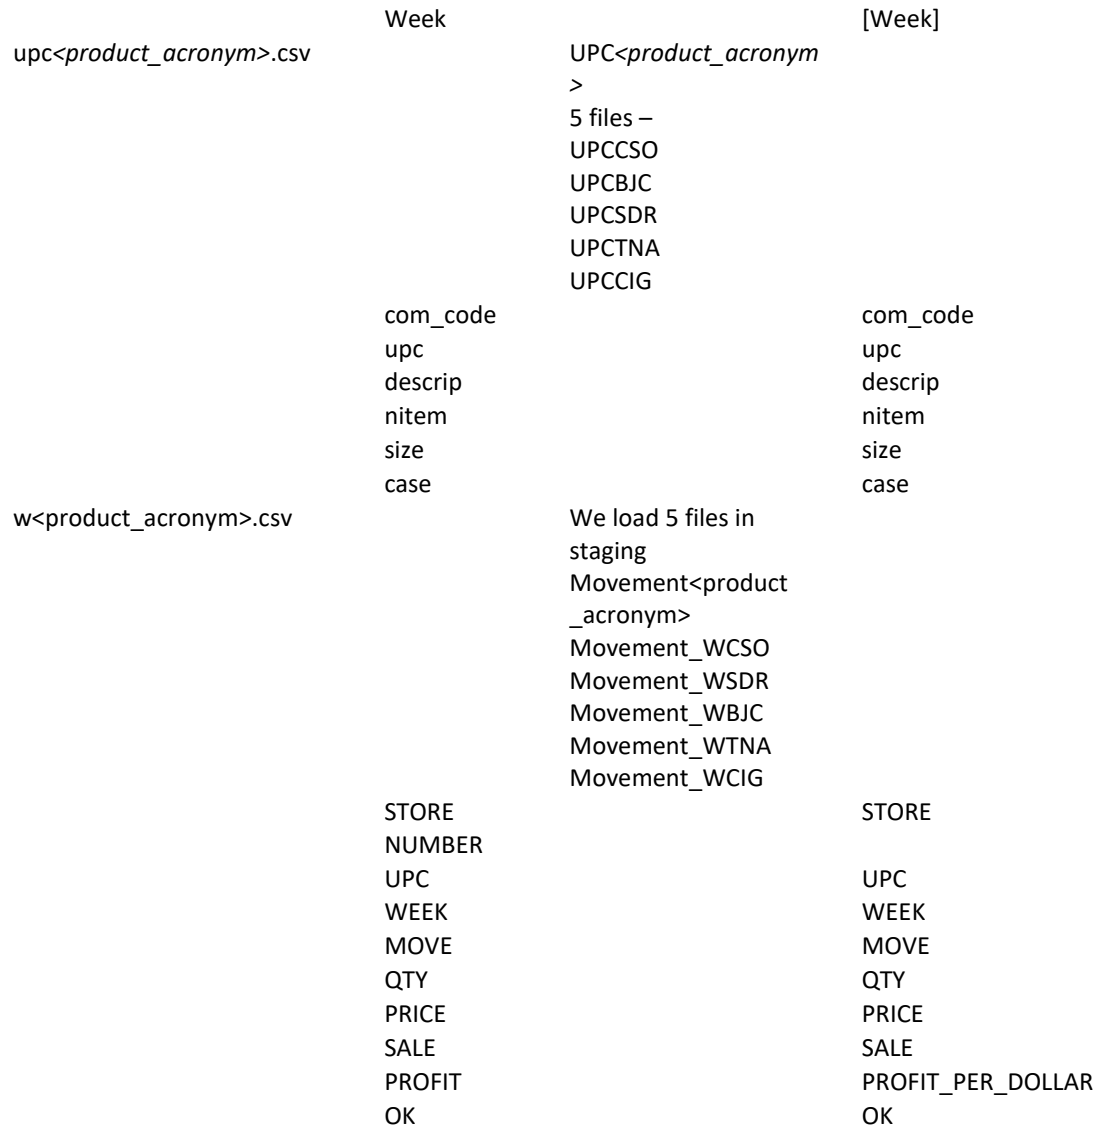 Week [Week]
upc<product_acronym>.csv UPC<product_acronym
>
5 files –
UPCCSO
UPCBJC
UPCSDR
UPCTNA
UPCCIG
com_code com_code
upc upc
descrip descrip
nitem nitem
size size
case case
w<product_acronym>.csv We load 5 files in
staging
Movement<product
_acronym>
Movement_WCSO
Movement_WSDR
Movement_WBJC
Movement_WTNA
Movement_WCIG
STORE STORE
NUMBER
UPC UPC
WEEK WEEK
MOVE MOVE
QTY QTY
PRICE PRICE
SALE SALE
PROFIT PROFIT_PER_DOLLAR
OK OK